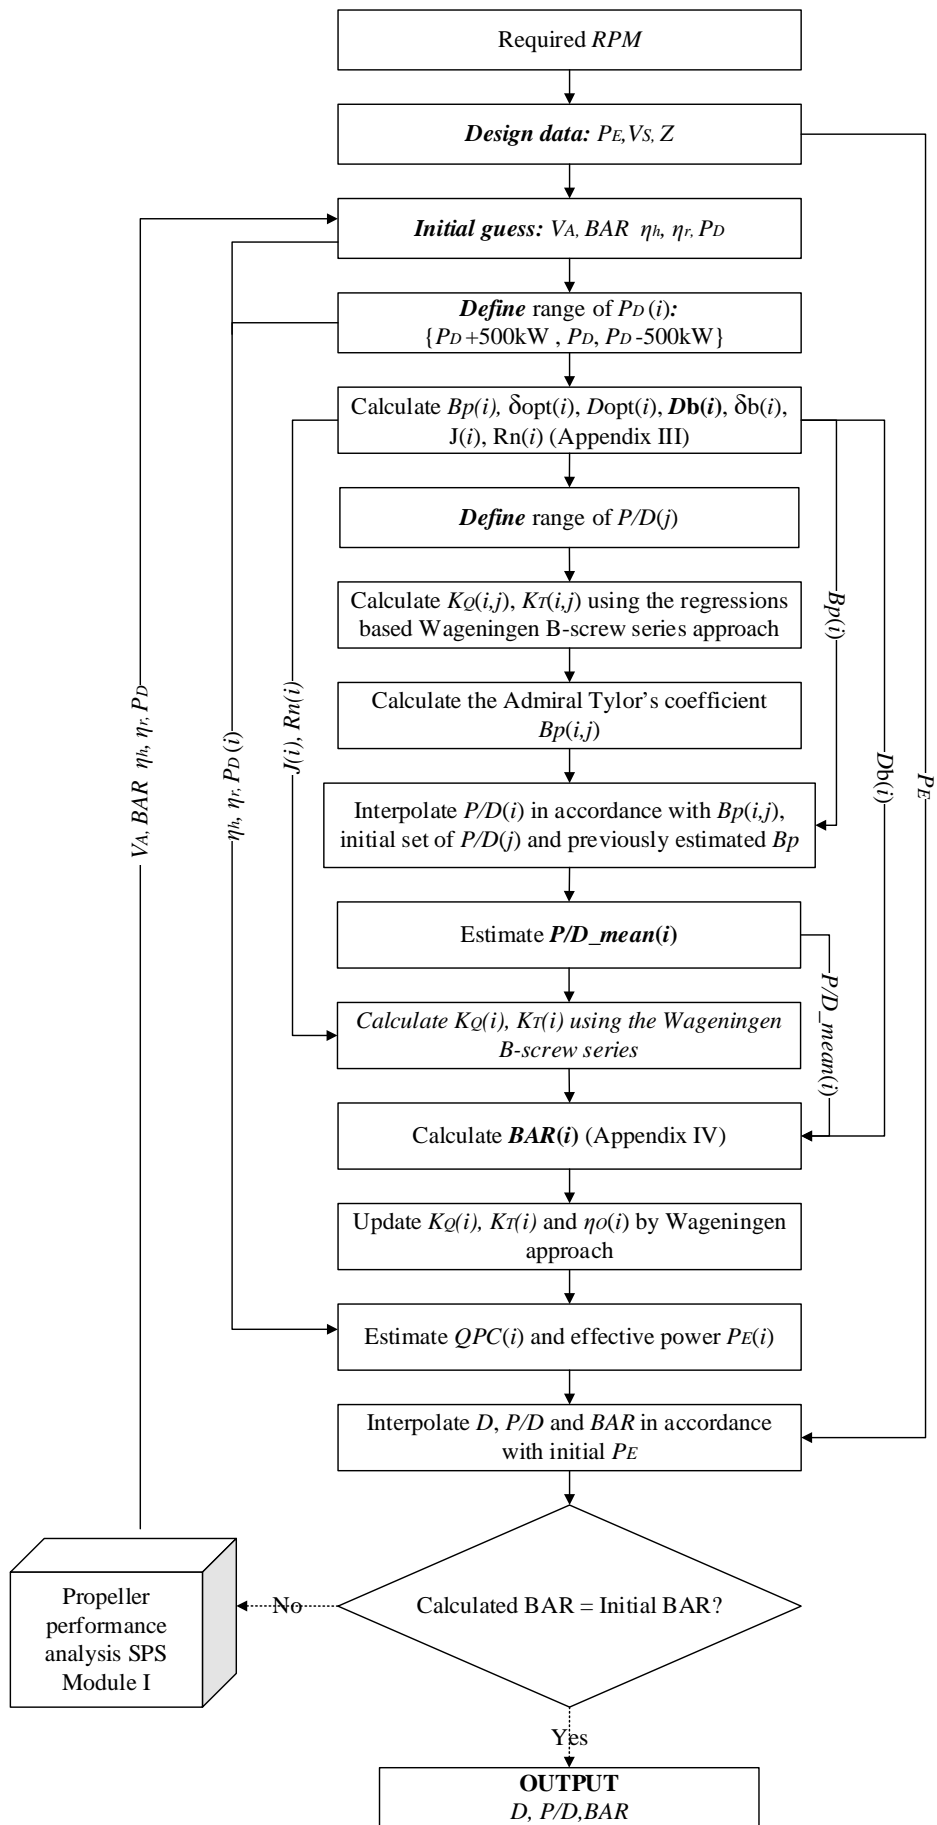 Required RPM
Design data: PE,VS, Z
Initial guess: VA, BAR ηh, ηr, PD
Define range of PD (i):
{PD +500kW , PD, PD -500kW}
Calculate Bp(i), δopt(i), Dopt(i), Db(i), δb(i),
J(i), Rn(i) (Appendix III)
Define range of P/D(j)
Calculate KQ(i,j), KT(i,j) using the regressions
based Wageningen B-screw series approach
Calculate the Admiral Tylor’s coefficient
Bp(i,j)
Interpolate P/D(i) in accordance with Bp(i,j),
initial set of P/D(j) and previously estimated Bp
Estimate P/D_mean(i)
Calculate KQ(i), KT(i) using the Wageningen
B-screw series
Calculate BAR(i) (Appendix IV)
Update KQ(i), KT(i) and ηO(i) by Wageningen
approach
Estimate QPC(i) and effective power PE(i)
Interpolate D, P/D and BAR in accordance
with initial PE
Calculated BAR = Initial BAR?
No
Yes
Propeller
performance
analysis SPS
Module I
OUTPUT
D, P/D,BAR
VA, BAR ηh, ηr, PD
ηh, ηr, PD (i)
J(i), Rn(i)
Bp(i)
Db(i)
PE
P/D_mean(i)